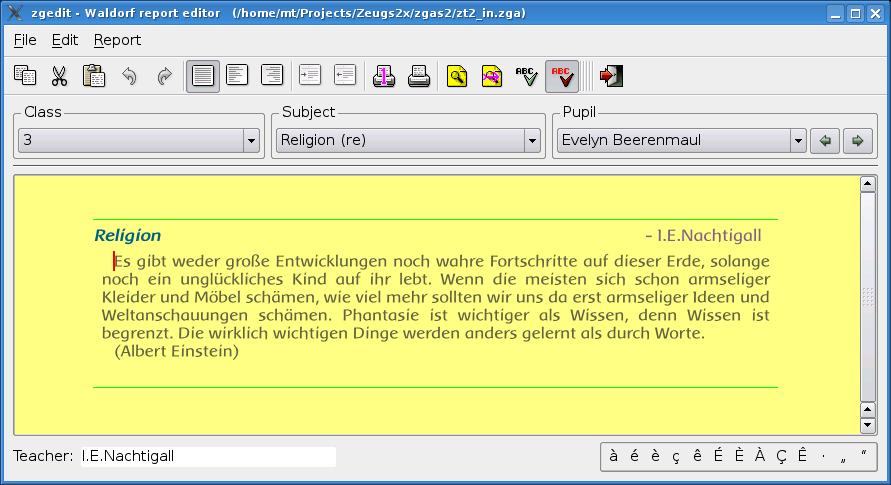 zgedit - Waldorf report editor (/home/mt/Projects/Zeugs2x/zgas2/zt2_in.zga)
File Edit Report
ABC ABC
Class Subject Pupil
3 Religion (re) Evelyn Beerenmaul
Religion - I.E.Nachtigall
Es gibt weder große Entwicklungen noch wahre Fortschritte auf dieser Erde, solange
noch ein unglückliches Kind auf ihr lebt. Wenn die meisten sich schon armseliger
Kleider und Möbel schämen, wie viel mehr sollten wir uns da erst armseliger Ideen und
Weltanschauungen schämen. Phantasie ist wichtiger als Wissen, denn Wissen ist
begrenzt. Die wirklich wichtigen Dinge werden anders gelernt als durch Worte.
(Albert Einstein)
Teacher: I.E.Nachtigall à é è ç ê É È À Ç Ê · „ “